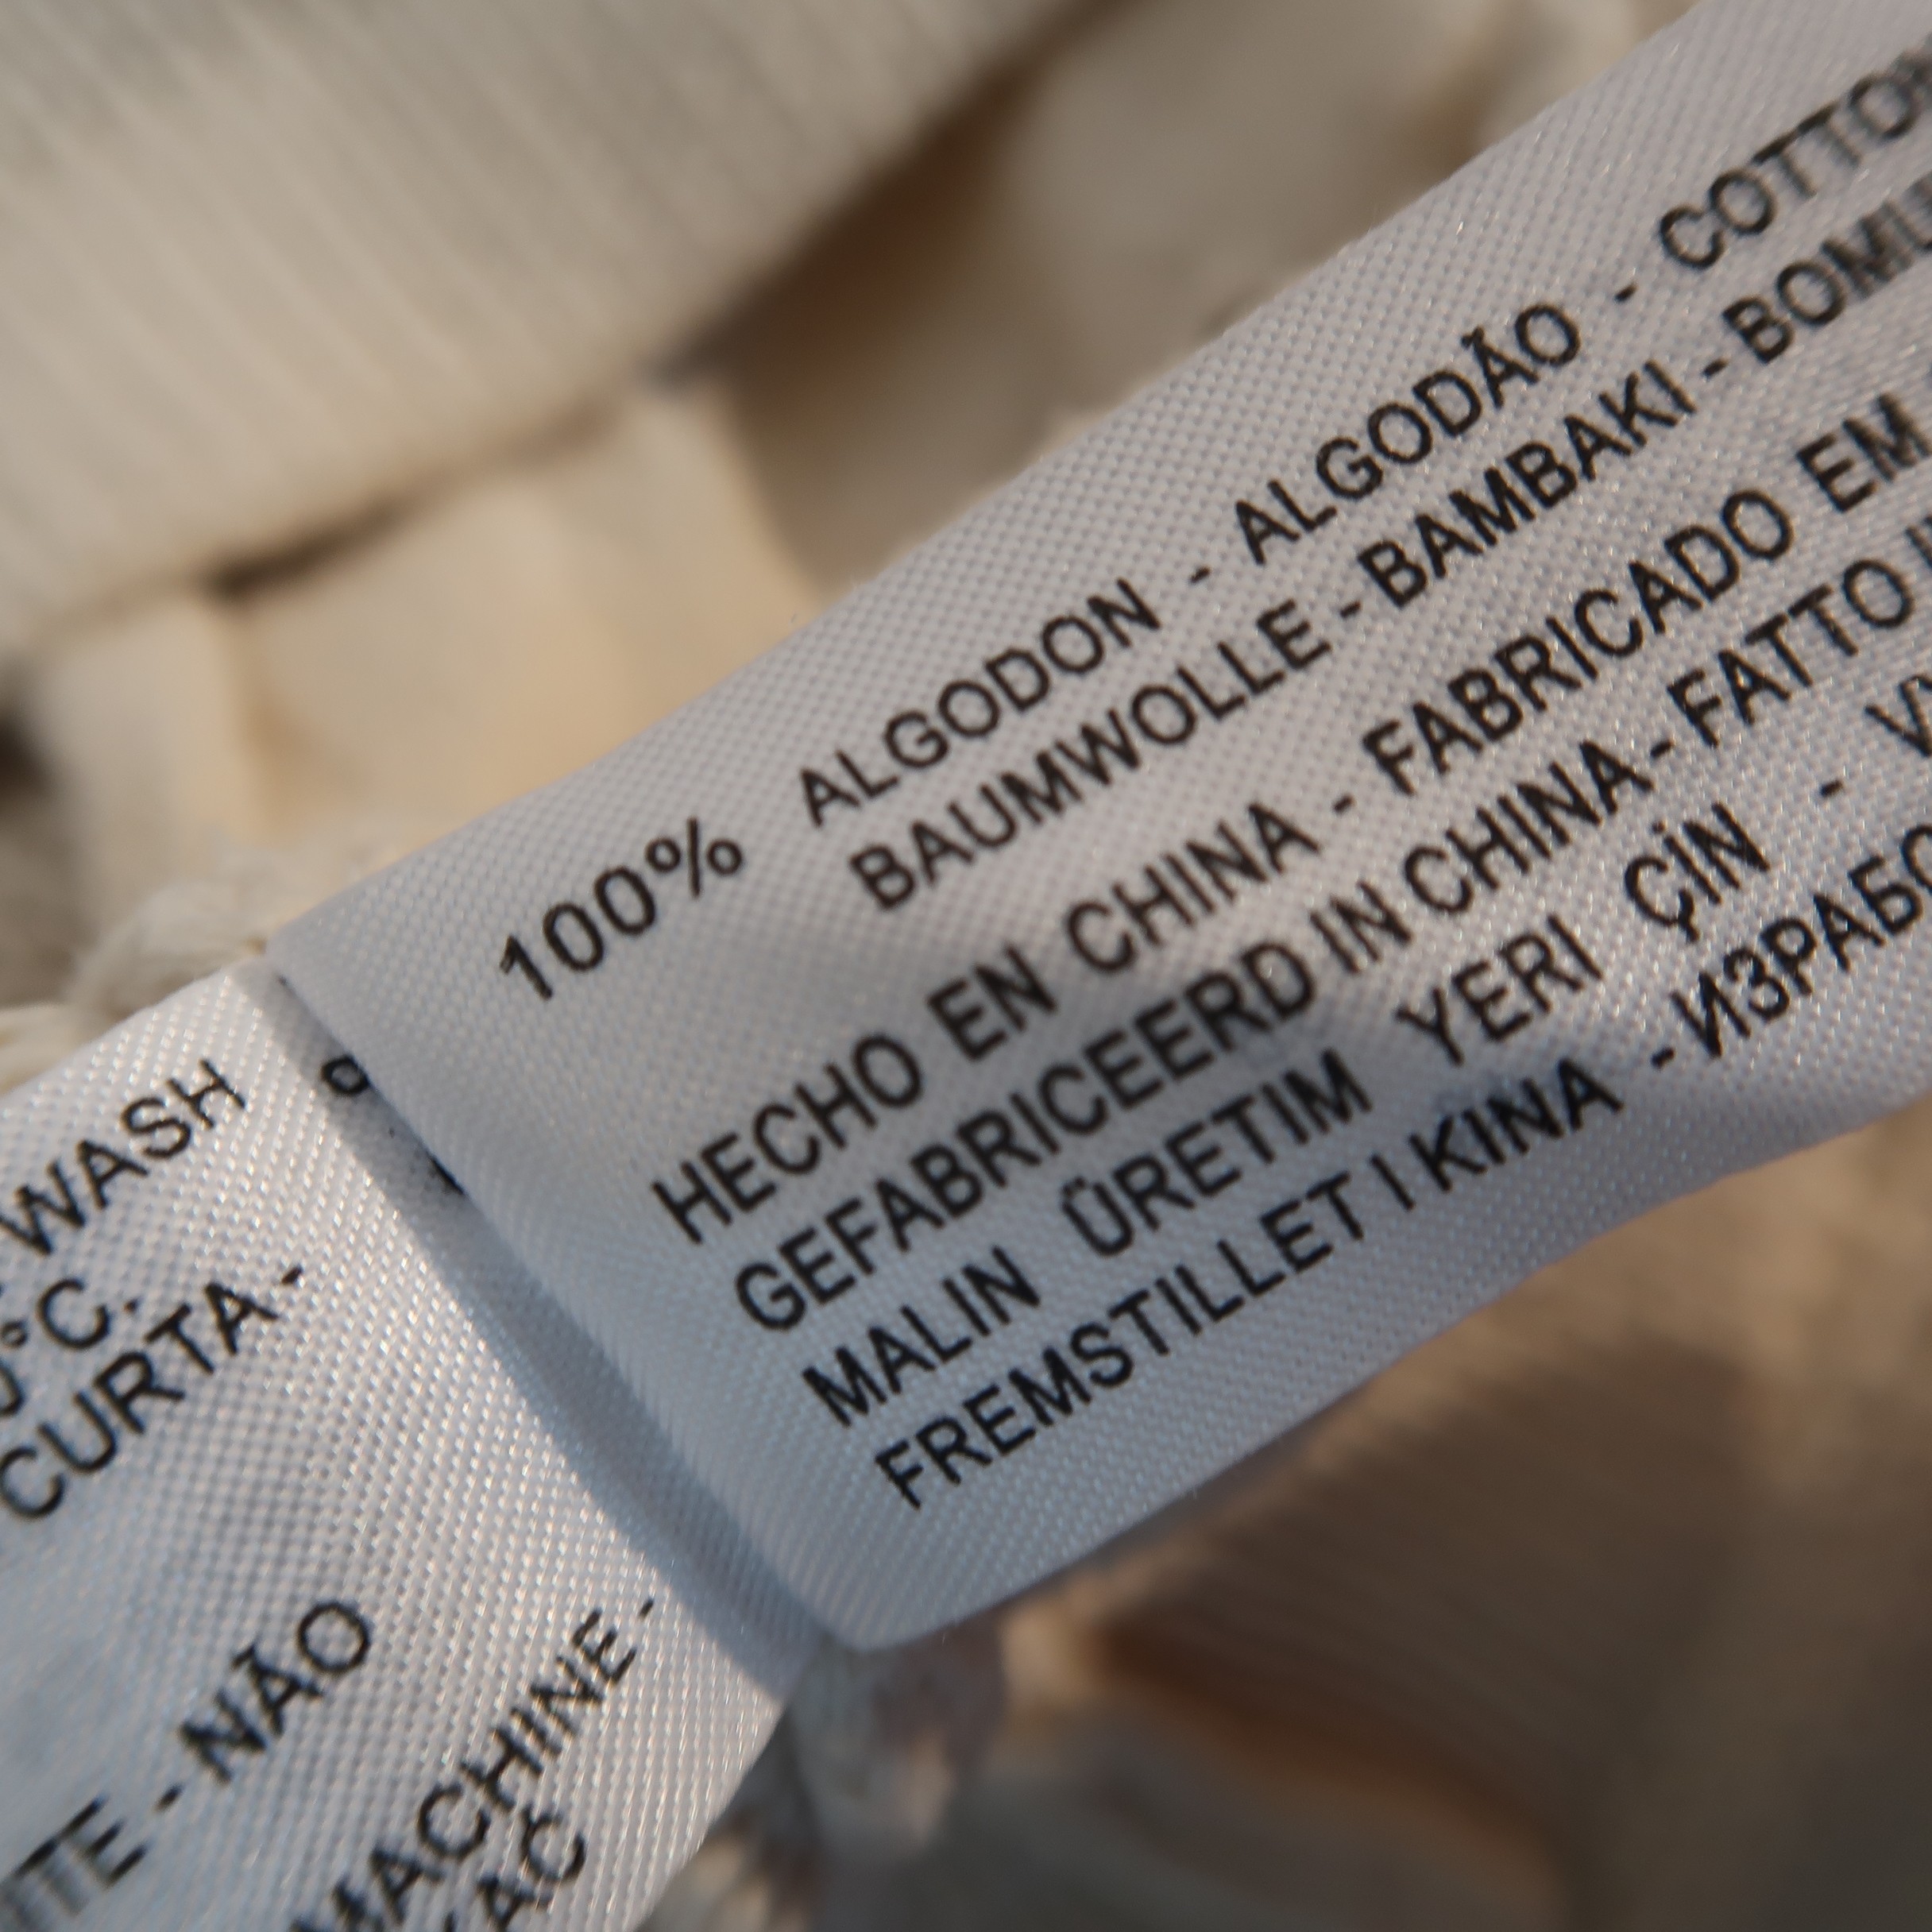 100% ALGODON - ALGODÃO - COTTON
BAUMWOLLE - BAMBAKI -
HECHO EN CHINA - FABRICADO EM
GEFABRICEERD IN CHINA - FATTO
MALIN ÜRETIM YERI ÇİN -
FREMSTILLET I KINA -
WASH
°C.
CURTA -
- NÃO
MACHINE -